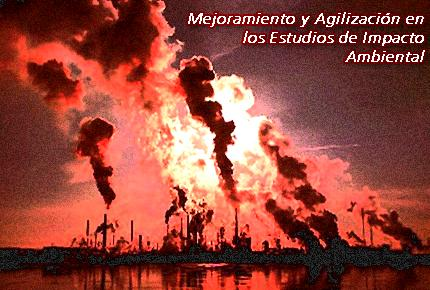 Mejoramiento y Agilización en
los Estudios de Impacto
Ambiental